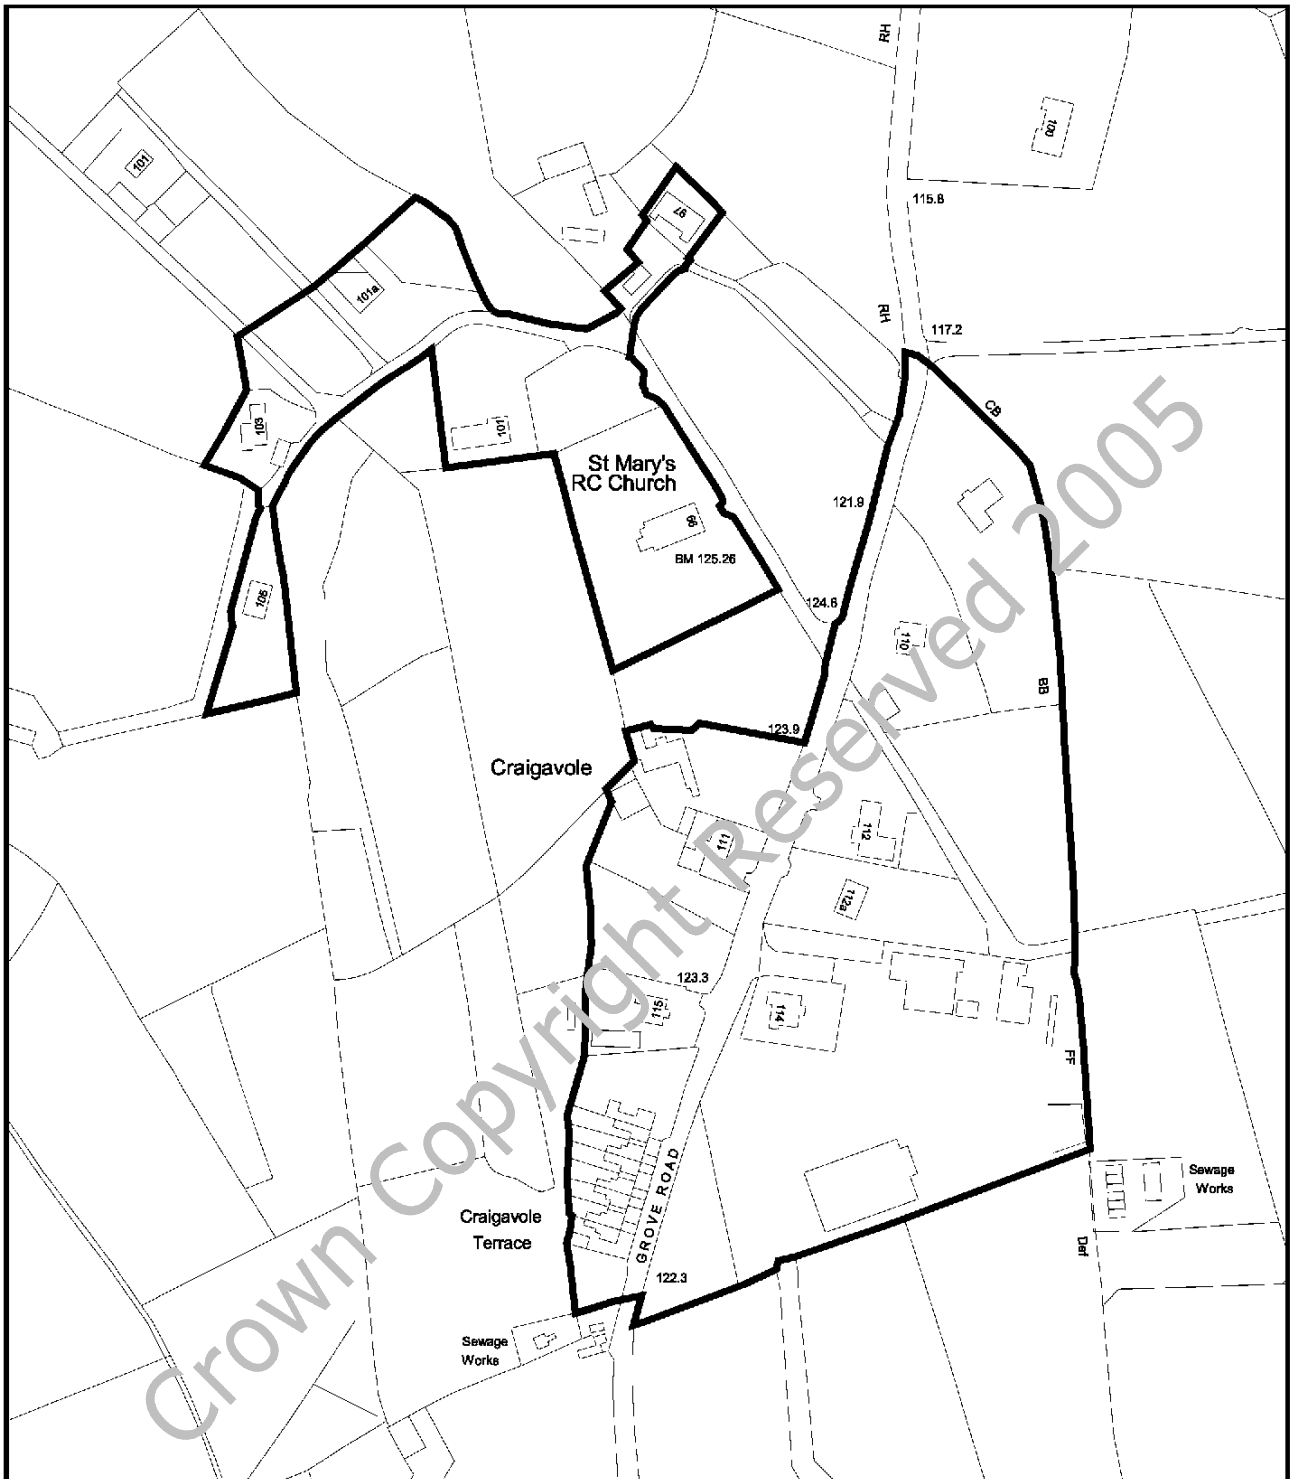 RH
100
101
115.8
97
RH
117.2
101a
CB
103
101
St Mary's
RC Church
121.9
99
BM 125.26
105
124.6
110
BB
123.9
Craigavole
112
111
112a
123.3
115
114
FF
GROVE ROAD
Sewage
Works
Craigavole
Terrace
Def
122.3
Sewage
Works
Crown Copyright Reserved 2005